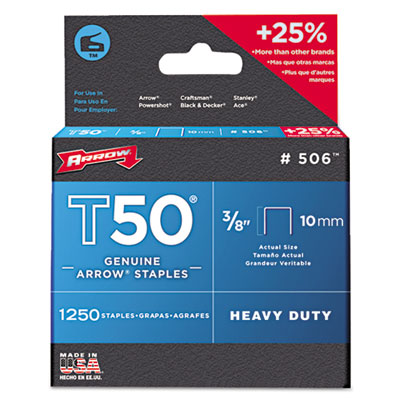 +25%
•More than other brands
•Mas que otras marcas
•Plus que d'autres
marques
6™
For Use in
Para Uso En
Pour Employer:
Arrow®
Powershot®
Craftsman®
Black & Decker®
Stanley®
Ace®
T50® 3/8" 10mm +25%
ARROW® # 506™
T50®
GENUINE
ARROW® STAPLES
3/8" 10mm
Actual Size
Tamaño Actual
Grandeur Veritable
1250 STAPLES•GRAPAS•AGRAFES
HEAVY DUTY
MADE IN
USA
HECHO EN EE.UU.